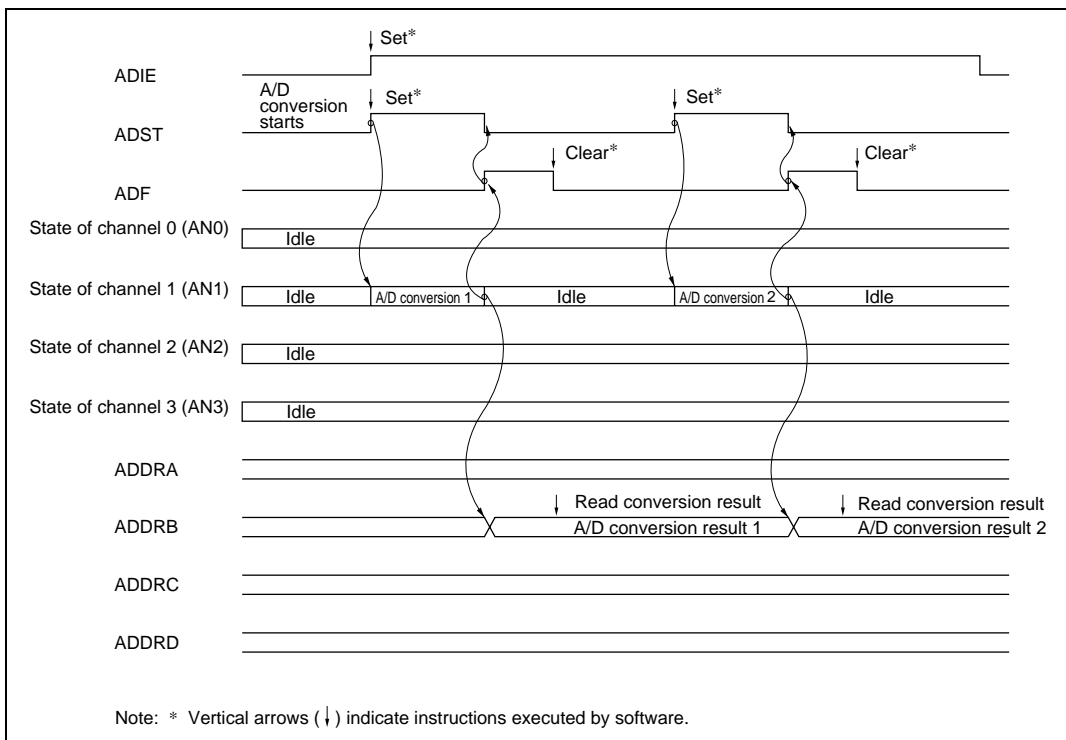 Set*
ADIE
A/D
conversion
starts
Set*
Set*
ADST
Clear*
Clear*
ADF
State of channel 0 (AN0)
Idle
State of channel 1 (AN1)
Idle
A/D conversion 1
Idle
A/D conversion 2
Idle
State of channel 2 (AN2)
Idle
State of channel 3 (AN3)
Idle
ADDRA
Read conversion result
Read conversion result
ADDRB
A/D conversion result 1
A/D conversion result 2
ADDRC
ADDRD
Note: * Vertical arrows (↓) indicate instructions executed by software.